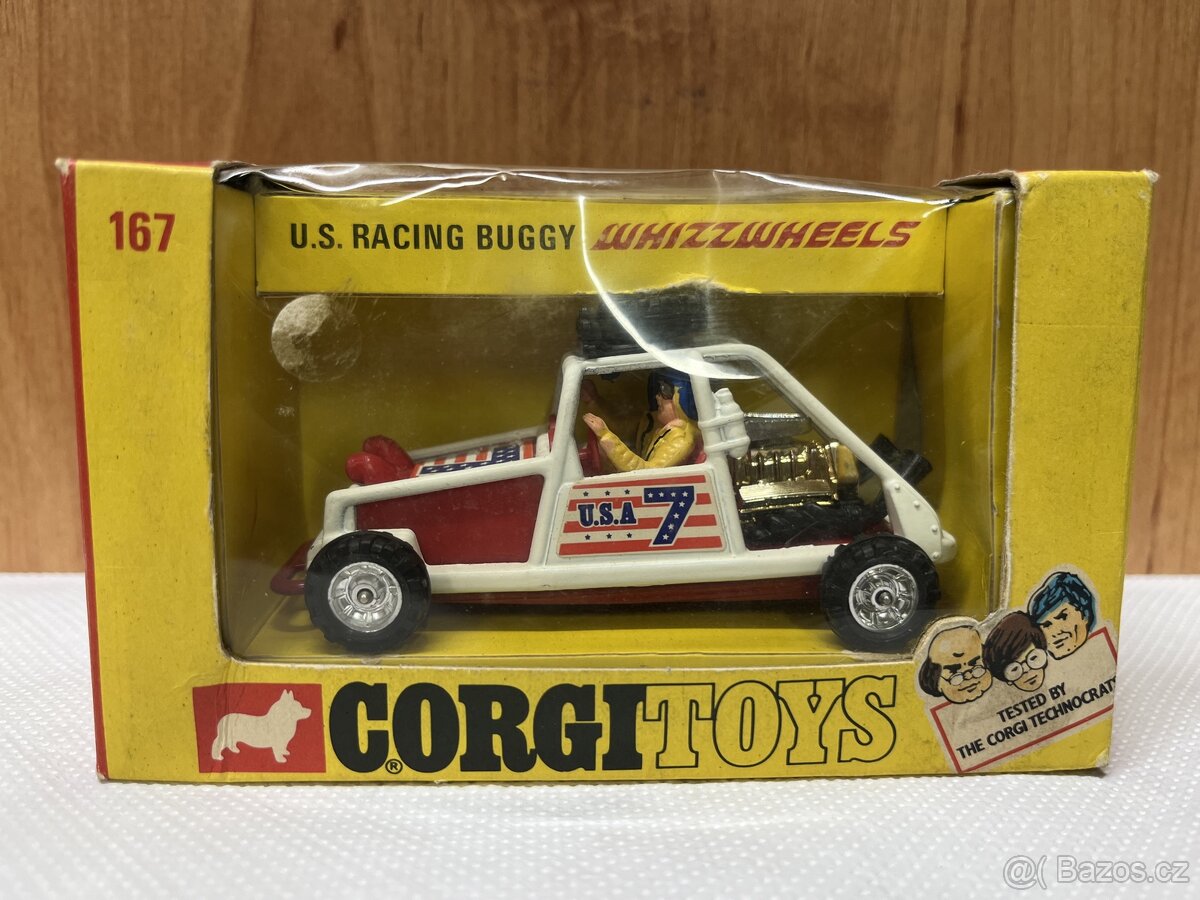 167
U.S. RACING BUGGY WHIZZWHEELS
U.S.A 7
CORGI TOYS
®
TESTED BY
THE CORGI TECHNOCRATS
@( Bazos.cz